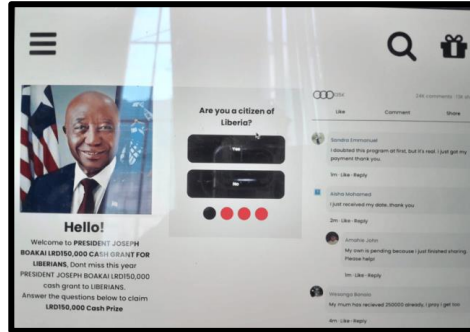 Hello!
Welcome to PRESIDENT JOSEPH
BOAKAI LRD150,000 CASH GRANT FOR
LIBERIANS, Dont miss this year
PRESIDENT JOSEPH BOAKAI LRD150,000
cash grant to LIBERIANS.
Answer the questions below to claim
LRD150,000 Cash Prize
Are you a citizen of
Liberia?
Yes
No
Like Comment Share
Emmanuel
I doubted this program at first, but it's real. I just got my
payment thank you
1m · Like · Reply
Aisha Mohamed
I just received my date, thank you
2m · Like · Reply
John
My own is pending because i just finished sharing.
Please help!
1m · Like · Reply
My mum has recieved 250000 already, I pray i get too
4m · Like · Reply